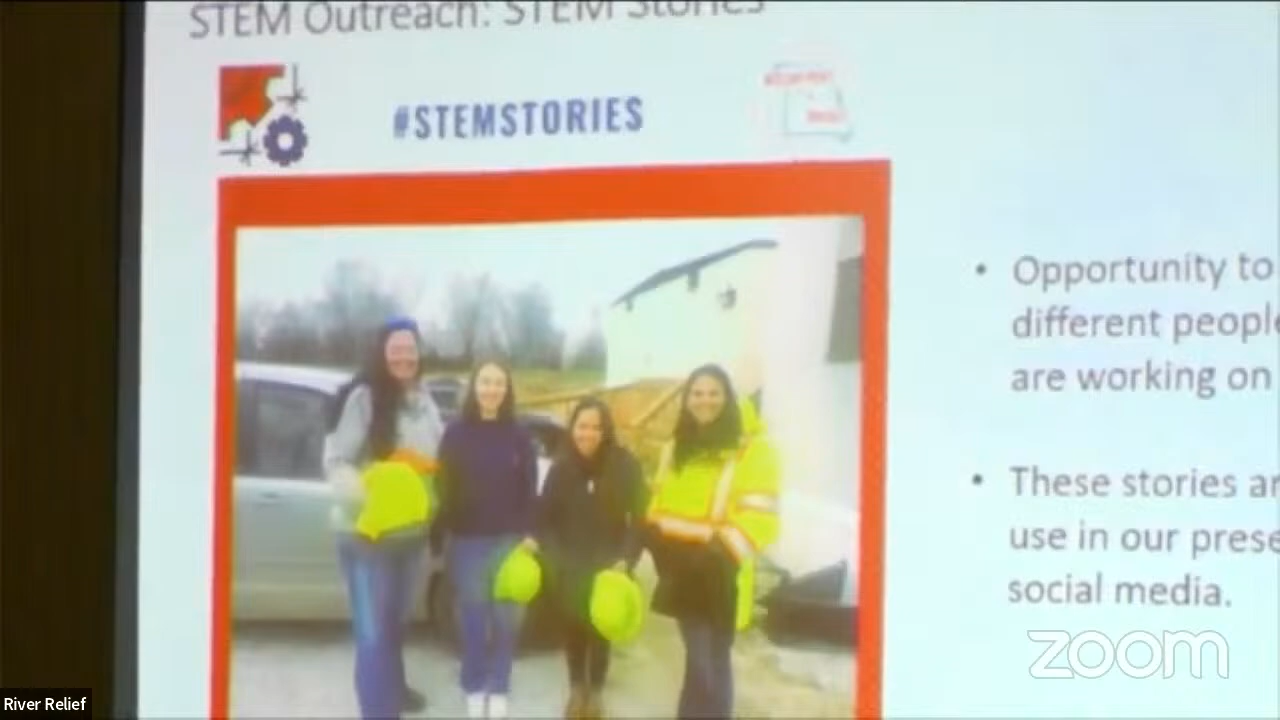 STEM Outreach: STEM Stories
#STEMSTORIES
Opportunity to
different people
are working on
These stories ar
use in our prese
social media.
zoom
River Relief